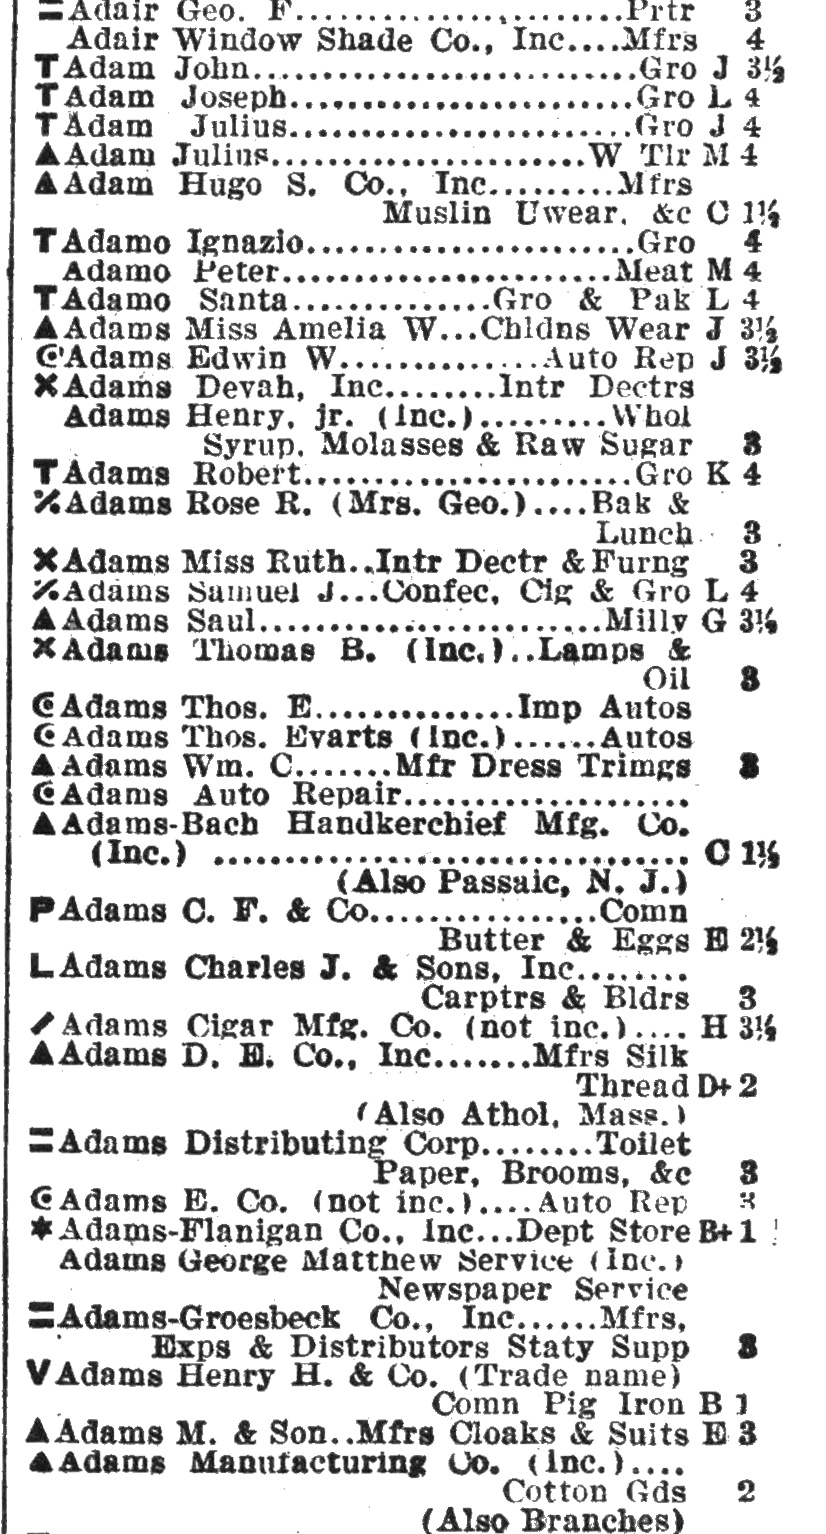 = Adair Geo. F........................Prtr 3
Adair Window Shade Co., Inc....Mfrs 4
T Adam John...........................Gro J 3½
T Adam Joseph........................Gro L 4
T Adam Julius........................Gro J 4
▲ Adam Julius......................W Tlr M 4
▲ Adam Hugo S. Co., Inc.........Mfrs
Muslin Uwear, &c C 1½
T Adamo Ignazio.......................Gro 4
Adamo Peter.......................Meat M 4
T Adamo Santa..............Gro & Pak L 4
▲ Adams Miss Amelia W...Chldns Wear J 3½
☪ Adams Edwin W..............Auto Rep J 3½
✕ Adams Devah, Inc........Intr Dectrs
Adams Henry, jr. (Inc.).........Whol
Syrup, Molasses & Raw Sugar 3
T Adams Robert.......................Gro K 4
⁒ Adams Rose R. (Mrs. Geo.)....Bak &
Lunch 3
✕ Adams Miss Ruth..Intr Dectr & Furng 3
⁒ Adams Samuel J...Confec, Cig & Gro L 4
▲ Adams Saul........................Milly G 3½
✕ Adams Thomas B. (Inc.)..Lamps &
Oil 3
☪ Adams Thos. E..............Imp Autos
☪ Adams Thos. Evarts (Inc.)......Autos
▲ Adams Wm. C.......Mfr Dress Trimgs 3
☪ Adams Auto Repair....................
▲ Adams-Bach Handkerchief Mfg. Co.
(Inc.) ................................. C 1½
(Also Passaic, N. J.)
P Adams C. F. & Co................Comn
Butter & Eggs E 2½
L Adams Charles J. & Sons, Inc........
Carptrs & Bldrs 3
/ Adams Cigar Mfg. Co. (not inc.).... H 3½
▲ Adams D. E. Co., Inc.......Mfrs Silk
Thread D+ 2
(Also Athol, Mass.)
= Adams Distributing Corp........Toilet
Paper, Brooms, &c 3
☪ Adams E. Co. (not inc.)....Auto Rep 3
* Adams-Flanigan Co., Inc...Dept Store B+ 1
Adams George Matthew Service (Inc.)
Newspaper Service
= Adams-Groesbeck Co., Inc......Mfrs,
Exps & Distributors Staty Supp 3
V Adams Henry H. & Co. (Trade name)
Comn Pig Iron B 1
▲ Adams M. & Son..Mfrs Cloaks & Suits E 3
▲ Adams Manufacturing Co. (Inc.)....
Cotton Gds 2
(Also Branches)